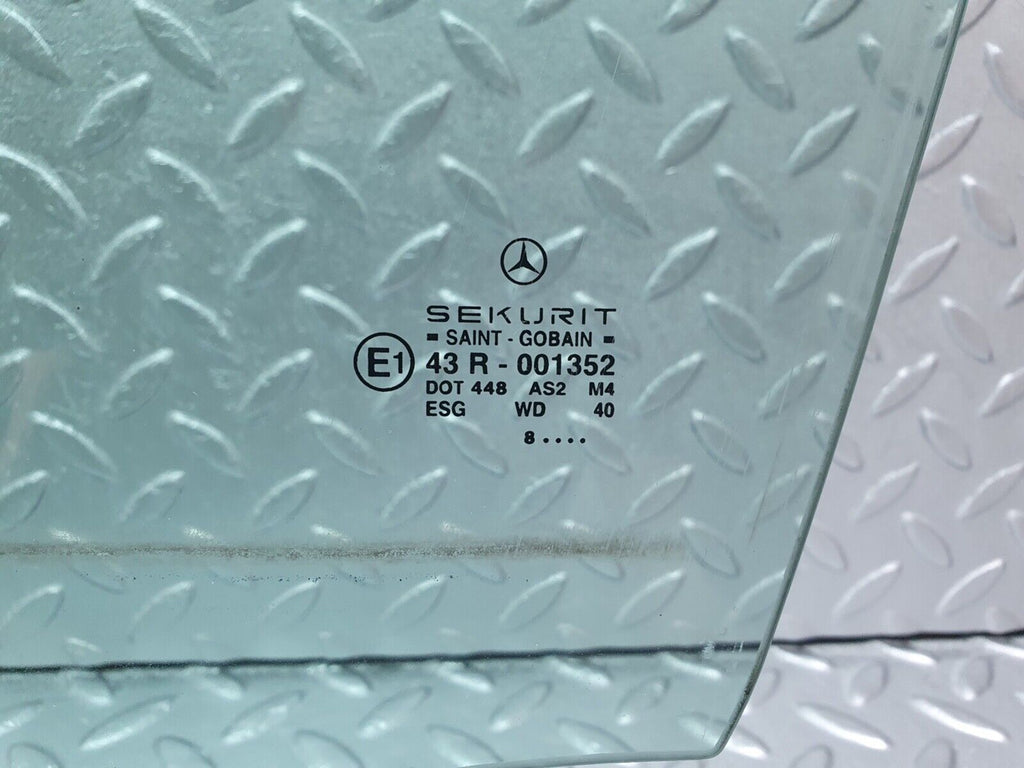 SEKURIT
SAINT - GOBAIN
E1 43 R - 001352
DOT 448 AS2 M4
ESG WD 40
8 ....